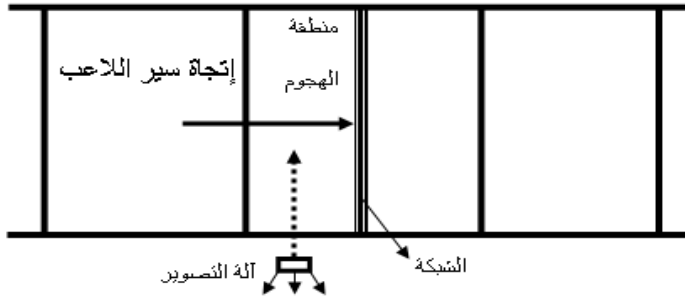 منطقة
الهجوم
إتجاة سير اللاعب
الشبكة
آلة التصوير